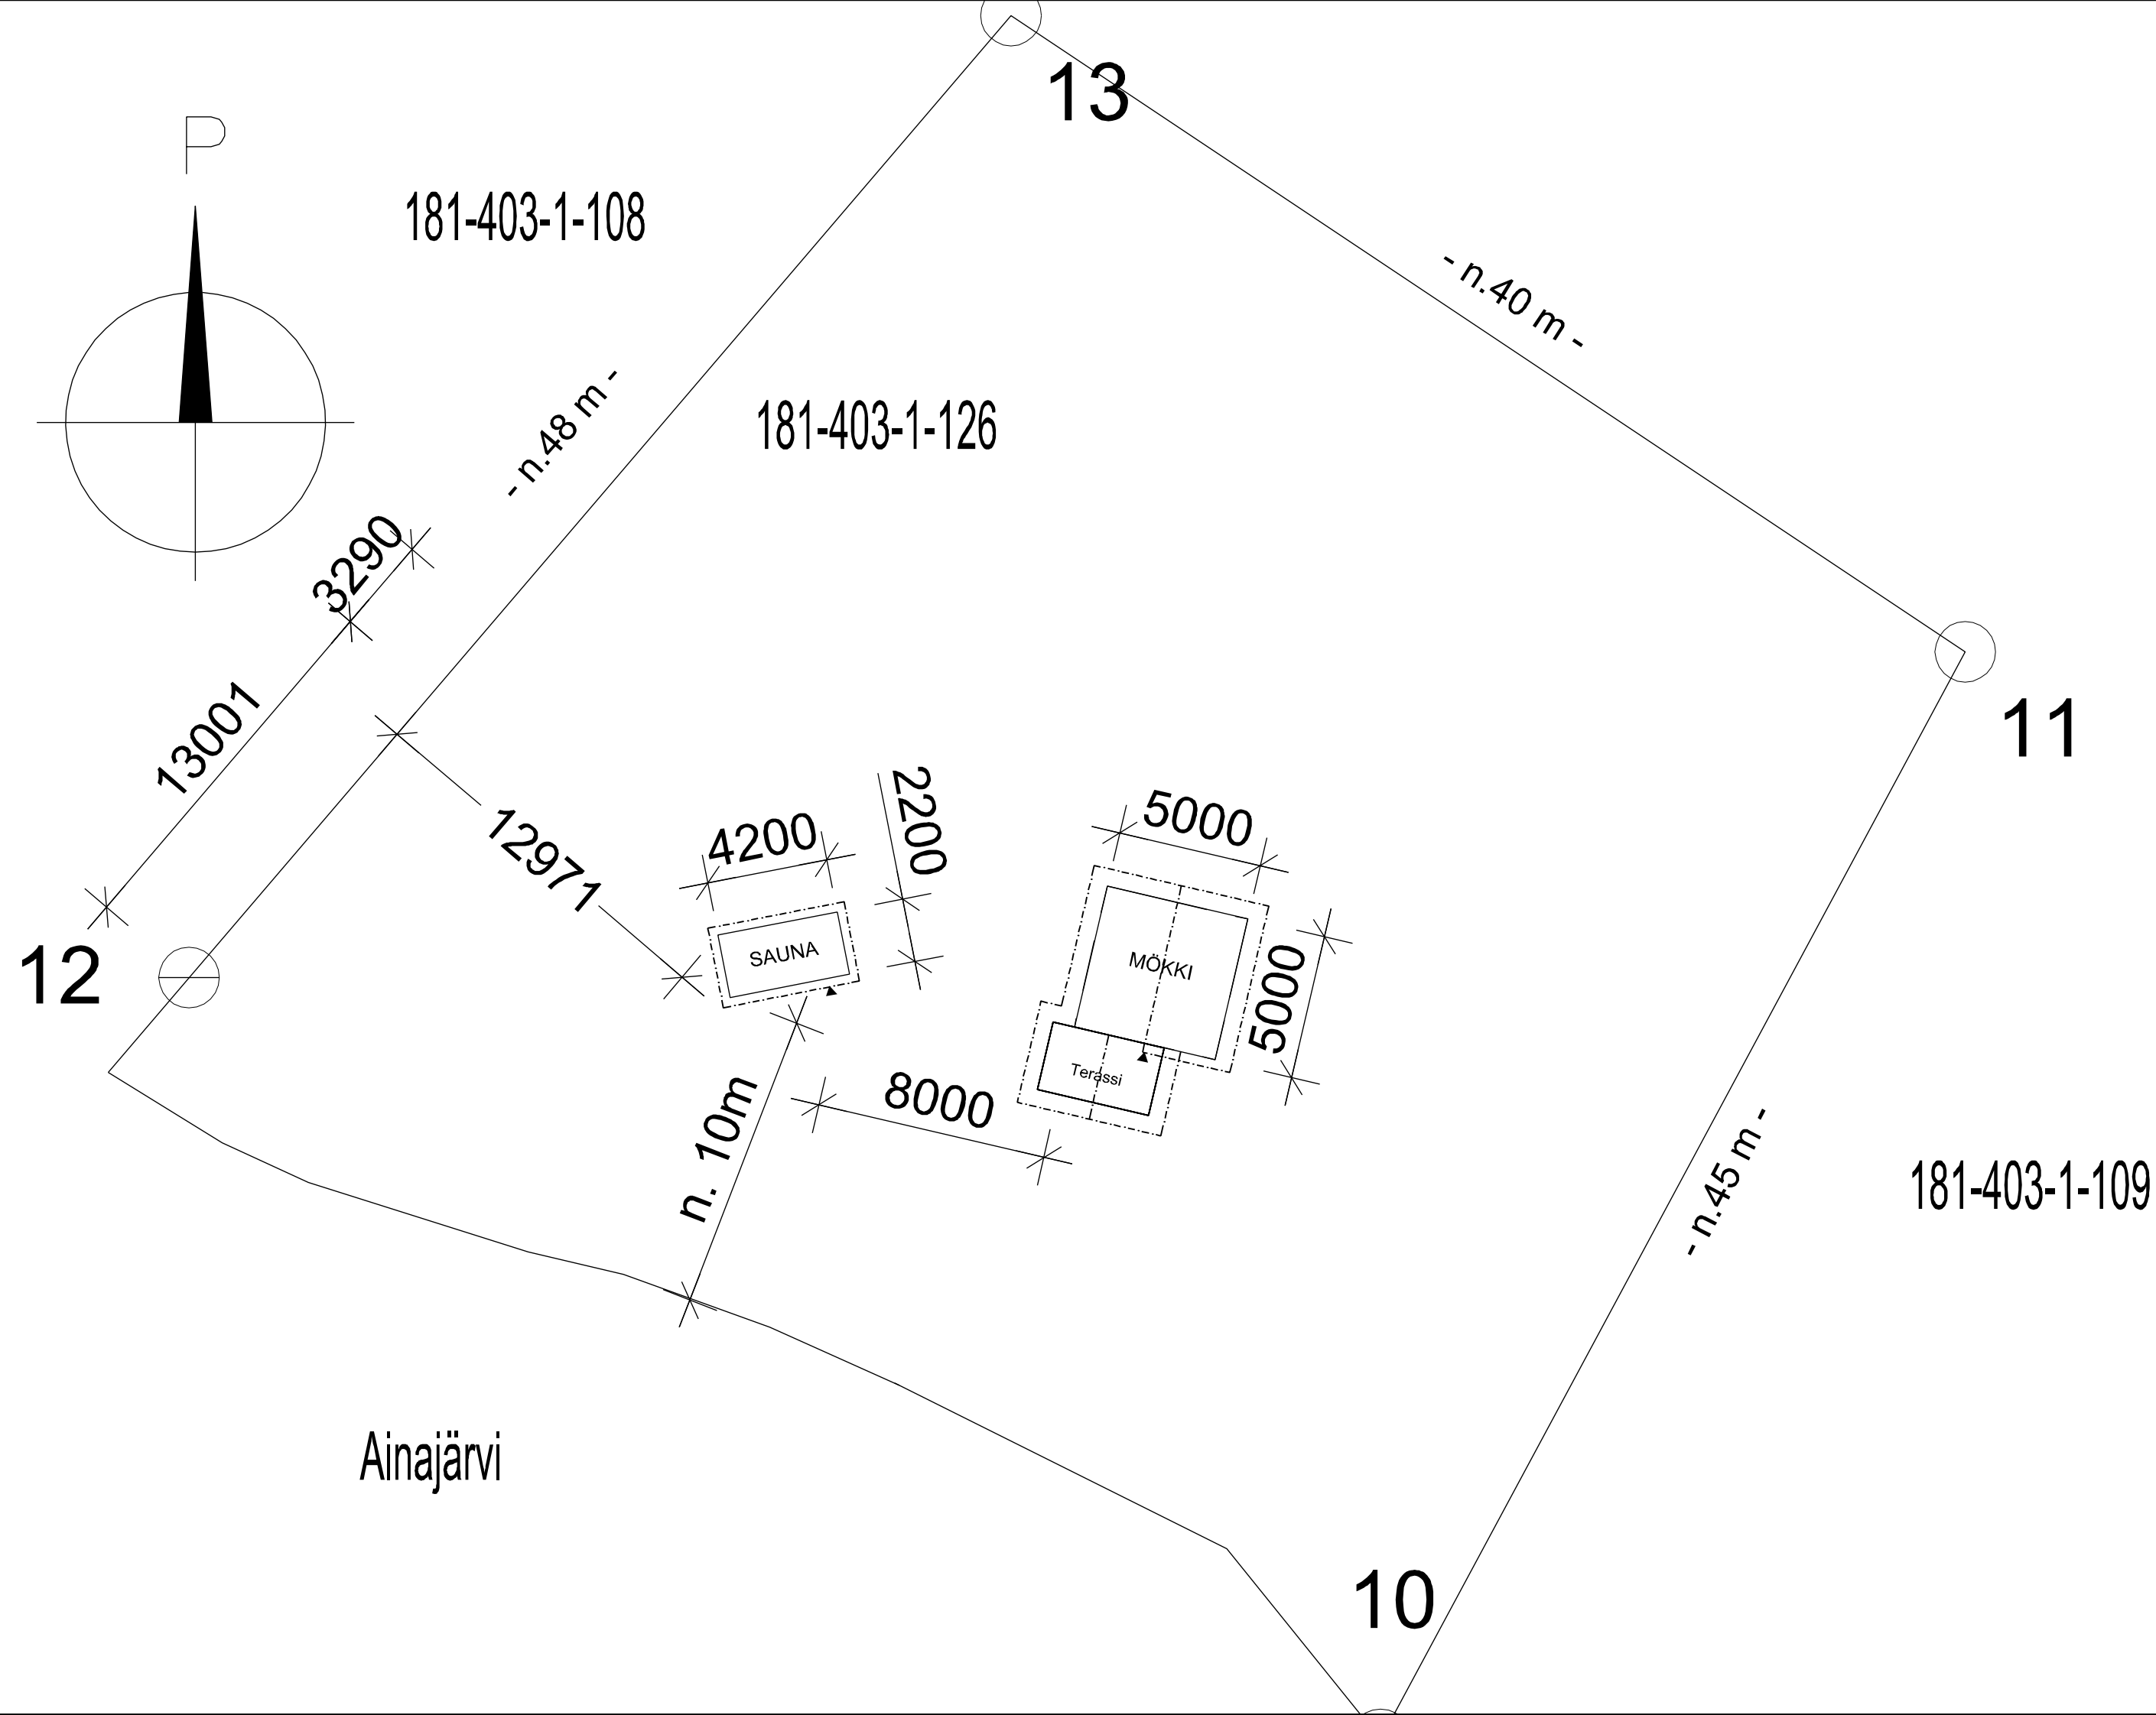 13
P
181-403-1-108
- n.40 m -
- n.48 m -
181-403-1-126
3290
13001
11
12971
4200
2200
5000
12
SAUNA
MÖKKI
5000
Terassi
n. 10m
8000
- n.45 m -
181-403-1-109
Ainajärvi
10